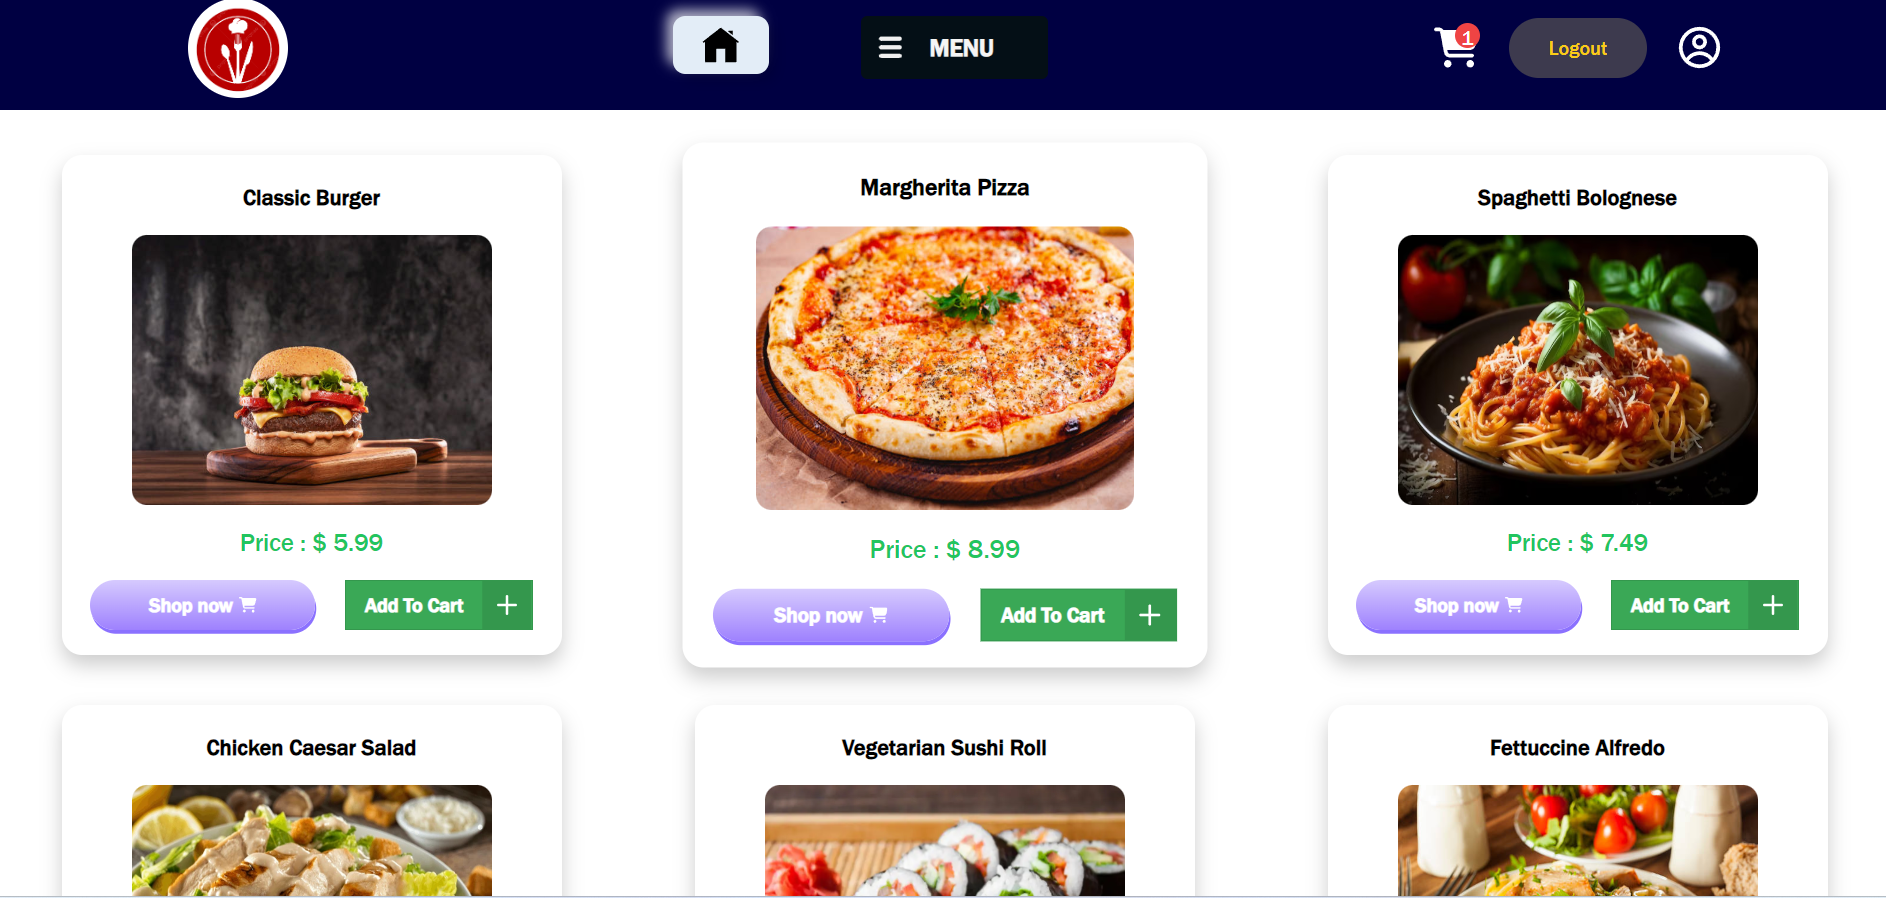 MENU
1
Logout
Classic Burger
Margherita Pizza
Spaghetti Bolognese
Price : $ 5.99
Price : $ 8.99
Price : $ 7.49
Shop now
Add To Cart
Shop now
Add To Cart
Shop now
Add To Cart
Chicken Caesar Salad
Vegetarian Sushi Roll
Fettuccine Alfredo